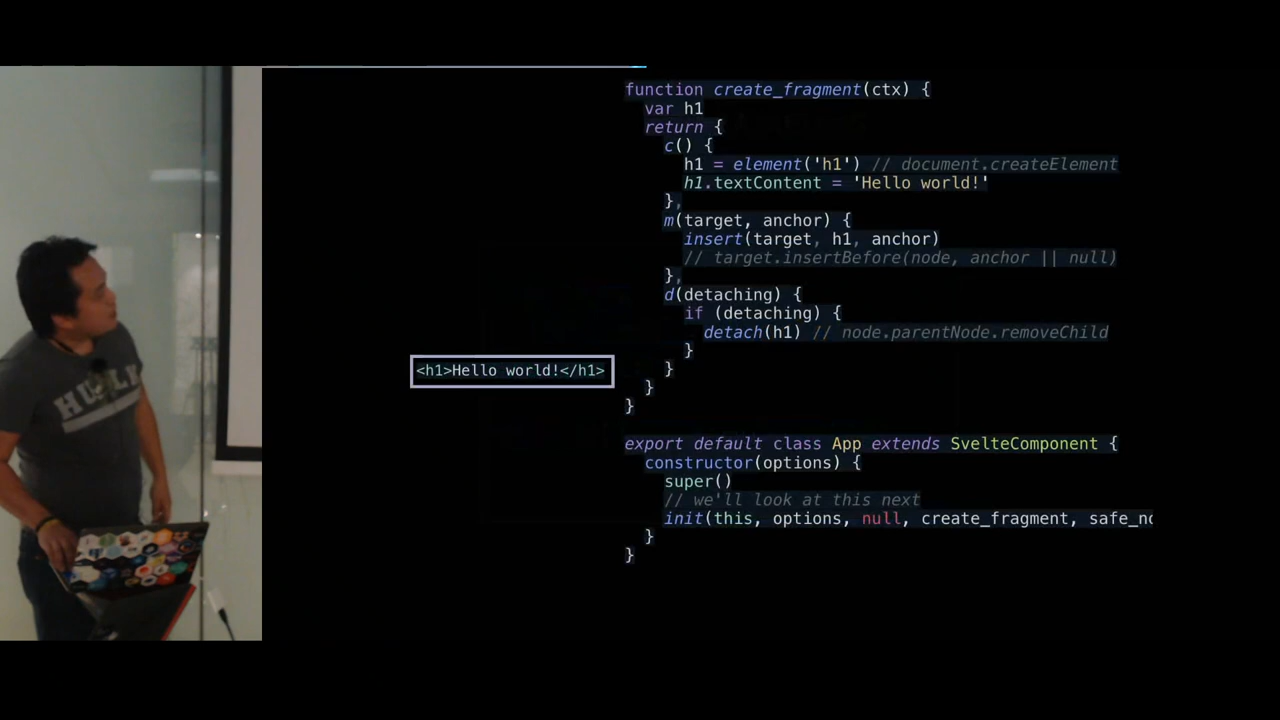 function create_fragment(ctx) {
var h1
return {
c() {
h1 = element('h1') // document.createElement
h1.textContent = 'Hello world!'
},
m(target, anchor) {
insert(target, h1, anchor)
// target.insertBefore(node, anchor || null)
},
d(detaching) {
if (detaching) {
detach(h1) // node.parentNode.removeChild
}
}
}
}
<h1>Hello world!</h1>
export default class App extends SvelteComponent {
constructor(options) {
super()
// we'll look at this next
init(this, options, null, create_fragment, safe_no
}
}
HULK